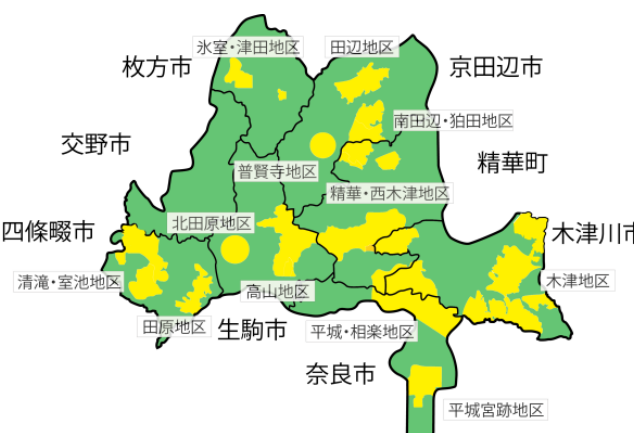 氷室・津田地区
田辺地区
枚方市
京田辺市
南田辺・狛田地区
交野市
精華町
普賢寺地区
精華・西木津地区
北田原地区
四條畷市
木津川市
清滝・室池地区
木津地区
高山地区
田原地区
生駒市
平城・相楽地区
奈良市
平城宮跡地区